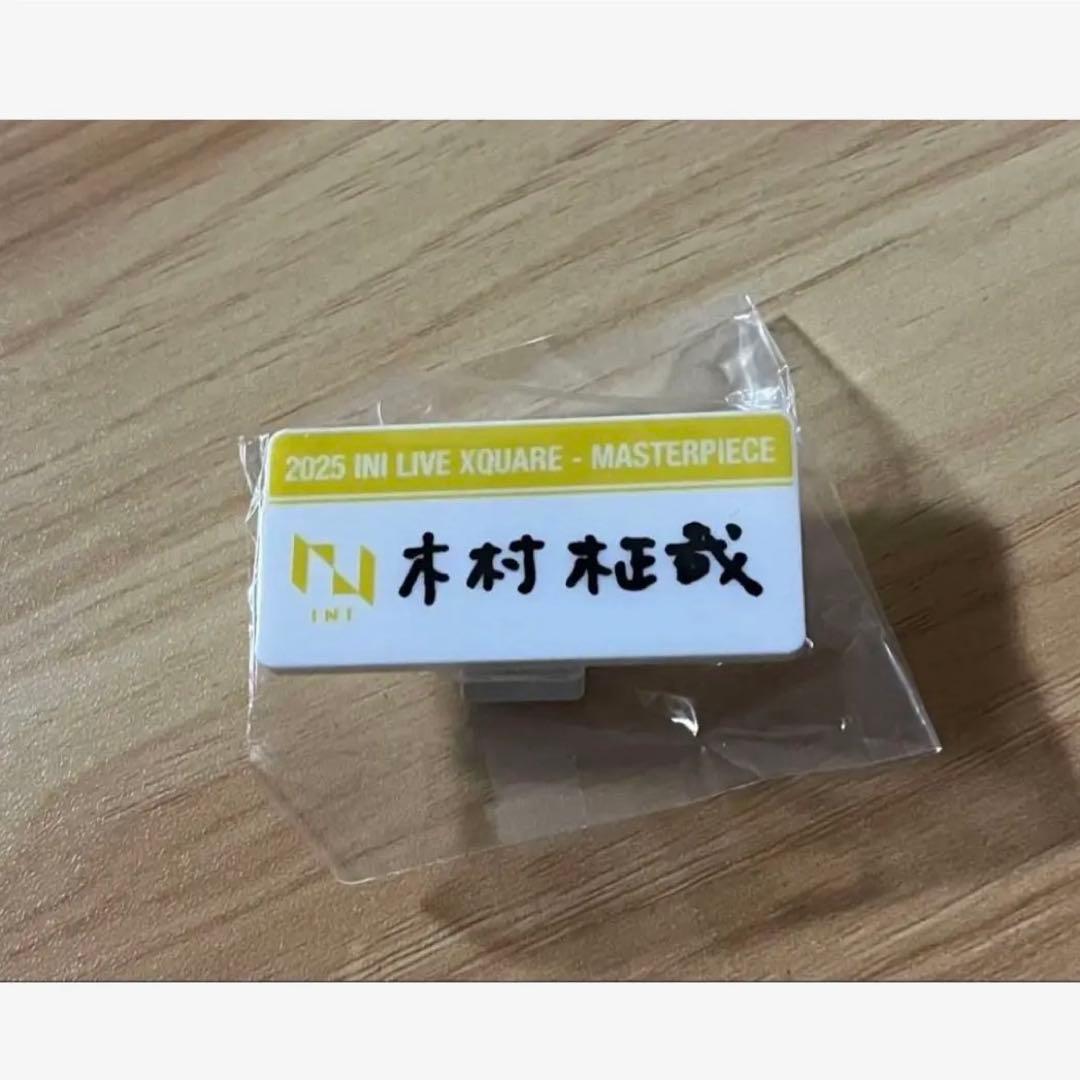 2025 INI LIVE XQUARE - MASTERPIECE
木村 柾哉
INI